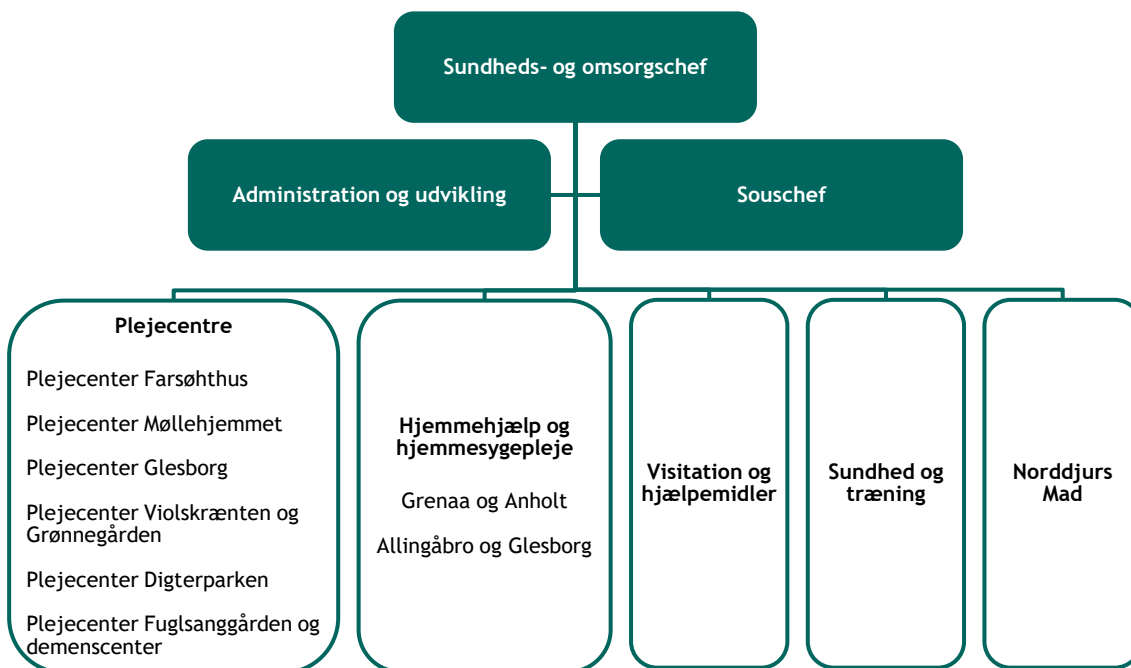 Sundheds- og omsorgschef
Administration og udvikling
Souschef
Plejecentre
Plejecenter Farsøhthus
Plejecenter Møllehjemmet
Plejecenter Glesborg
Plejecenter Violskrænten og
Grønnegården
Plejecenter Digterparken
Plejecenter Fuglsanggården og
demenscenter
Hjemmehjælp og
hjemmesygepleje
Grenaa og Anholt
Allingåbro og Glesborg
Visitation og
hjælpemidler
Sundhed og
træning
Norddjurs
Mad